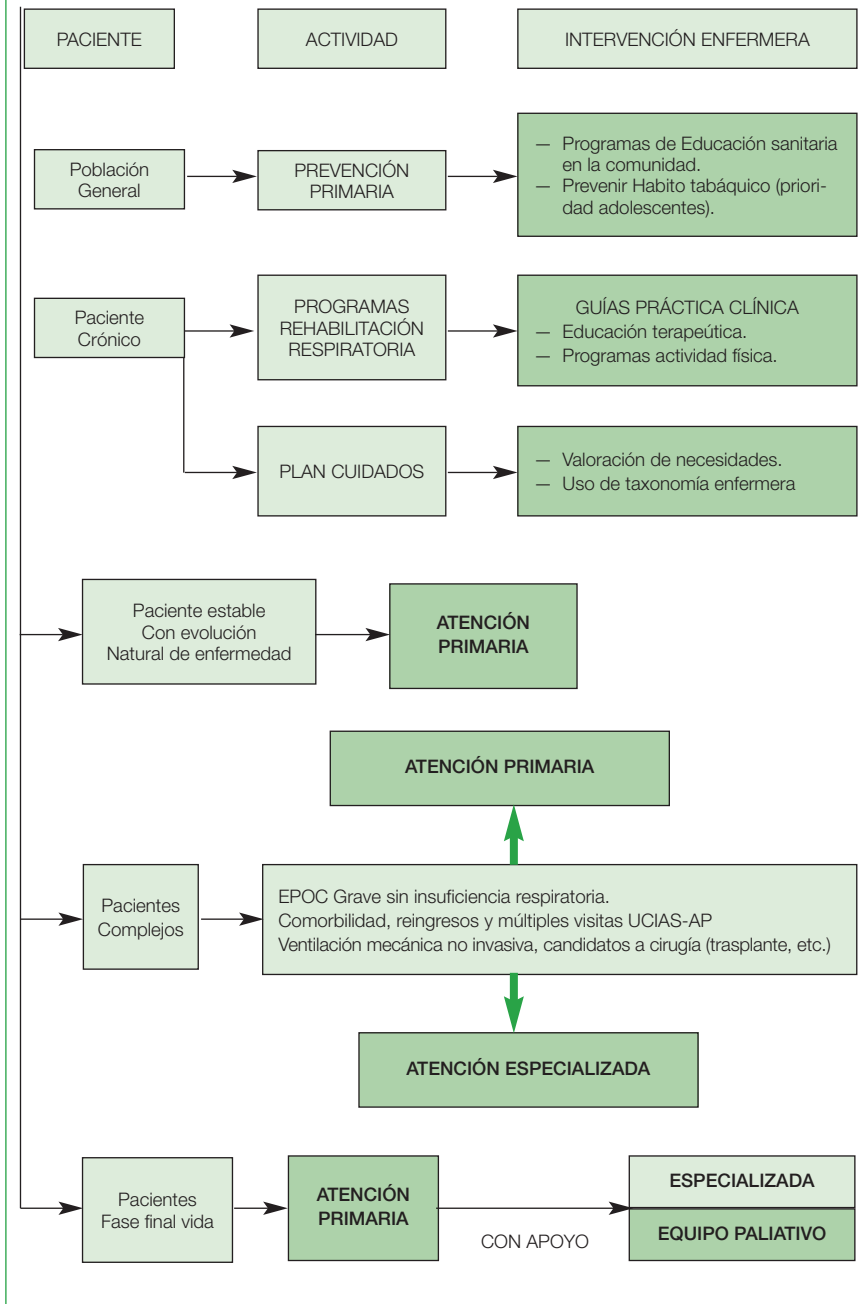 PACIENTE
ACTIVIDAD
INTERVENCIÓN ENFERMERA
Población
General
PREVENCIÓN
PRIMARIA
— Programas de Educación sanitaria
en la comunidad.
— Prevenir Habito tabáquico (priori-
dad adolescentes).
Paciente
Crónico
PROGRAMAS
REHABILITACIÓN
RESPIRATORIA
GUÍAS PRÁCTICA CLÍNICA
— Educación terapeútica.
— Programas actividad física.
PLAN CUIDADOS
— Valoración de necesidades.
— Uso de taxonomía enfermera
Paciente estable
Con evolución
Natural de enfermedad
ATENCIÓN
PRIMARIA
ATENCIÓN PRIMARIA
Pacientes
Complejos
EPOC Grave sin insuficiencia respiratoria.
Comorbilidad, reingresos y múltiples visitas UCIAS-AP
Ventilación mecánica no invasiva, candidatos a cirugía (trasplante, etc.)
ATENCIÓN ESPECIALIZADA
Pacientes
Fase final vida
ATENCIÓN
PRIMARIA
CON APOYO
ESPECIALIZADA
EQUIPO PALIATIVO